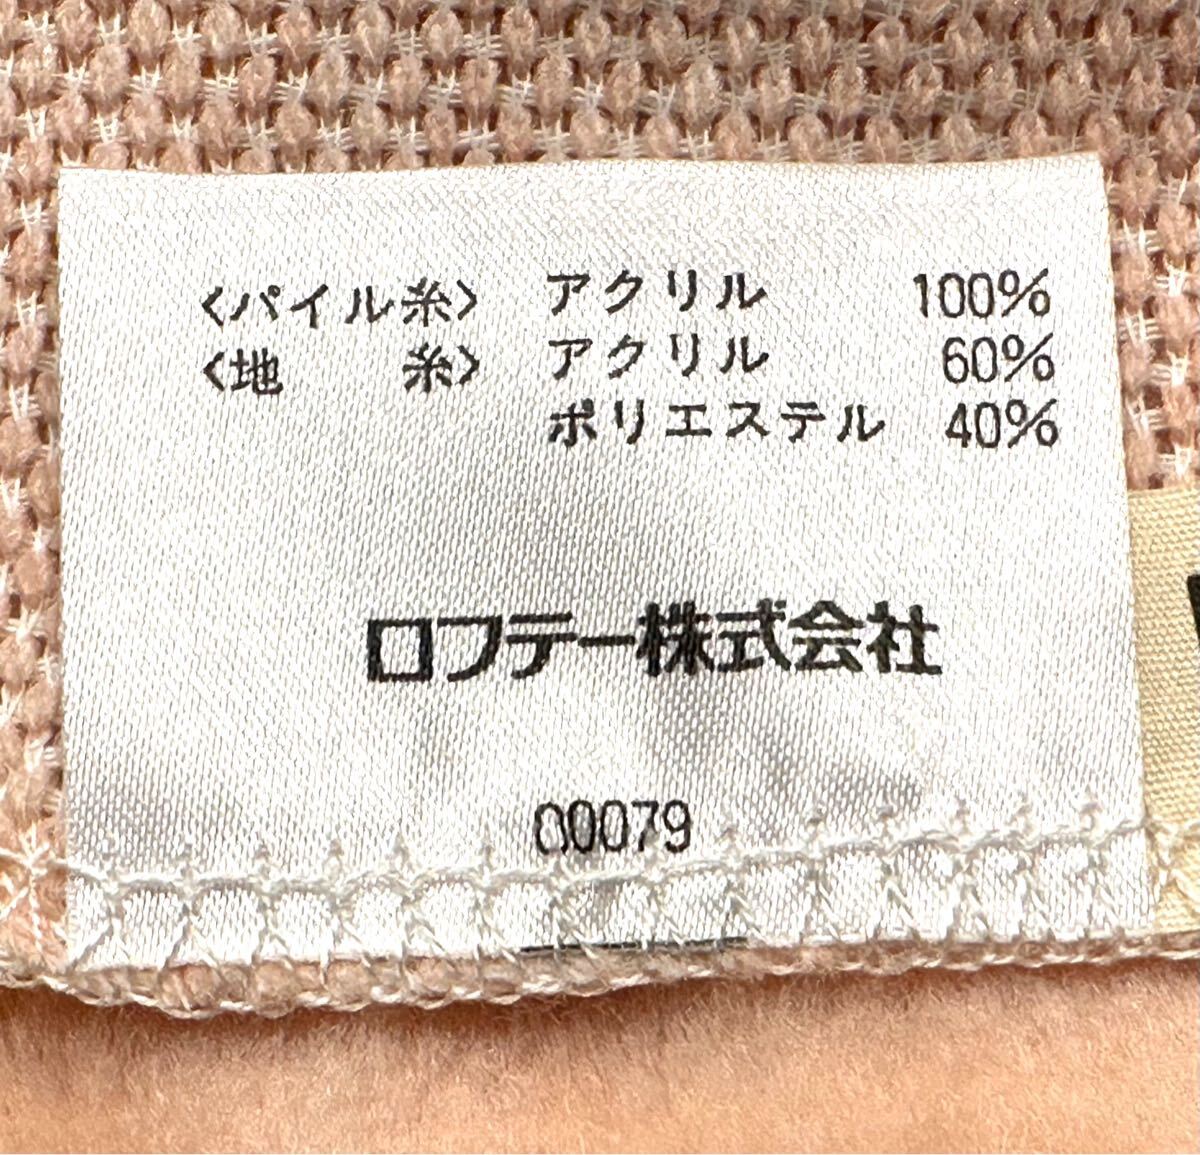 〈パイル糸〉 アクリル 100%
〈地 糸〉 アクリル 60%
ポリエステル 40%
ロフテー株式会社
00079